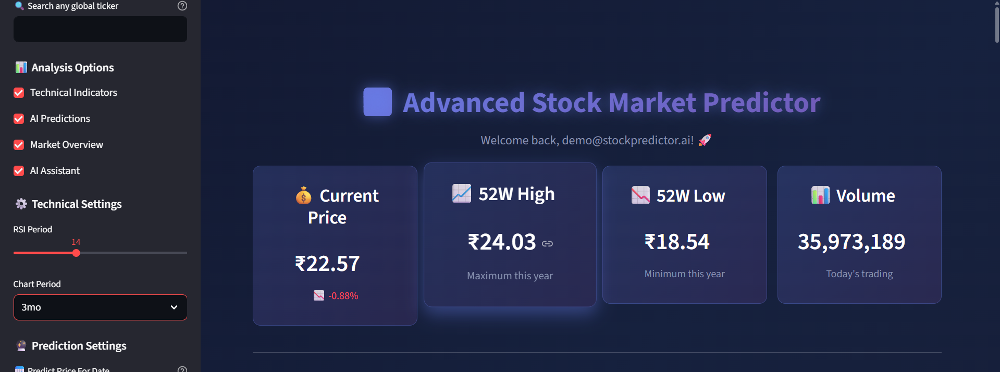 Search any global ticker
Analysis Options
Technical Indicators
AI Predictions
Market Overview
AI Assistant
Technical Settings
RSI Period
14
Chart Period
3mo
Prediction Settings
Predict Price For Date
Advanced Stock Market Predictor
Welcome back, demo@stockpredictor.ai! 🚀
Current
Price
₹22.57
-0.88%
52W High
₹24.03
Maximum this year
52W Low
₹18.54
Minimum this year
Volume
35,973,189
Today's trading